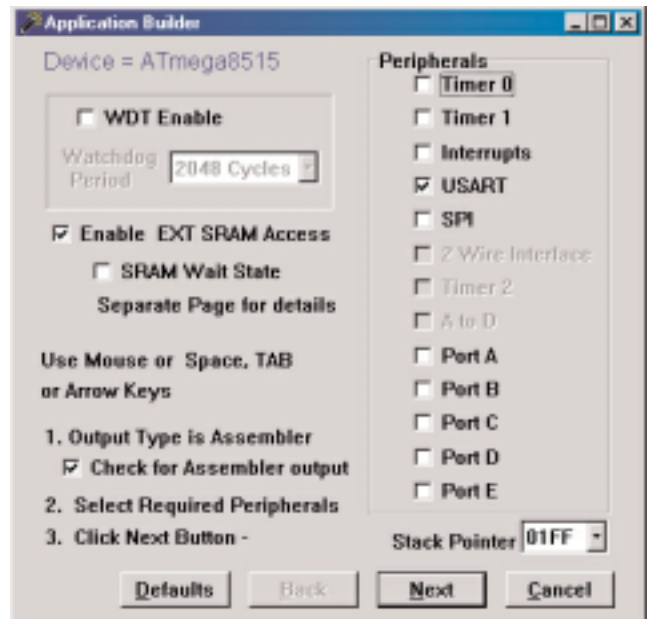 Application Builder
Device = ATmega8515
WDT Enable
Watchdog
Period
2048 Cycles
Enable EXT SRAM Access
SRAM Wait State
Separate Page for details
Use Mouse or Space, TAB
or Arrow Keys
1. Output Type is Assembler
Check for Assembler output
2. Select Required Peripherals
3. Click Next Button -
Peripherals
Timer 0
Timer 1
Interrupts
USART
SPI
2 Wire Interface
Timer 2
A to D
Port A
Port B
Port C
Port D
Port E
Stack Pointer 01FF
Defaults
Back
Next
Cancel